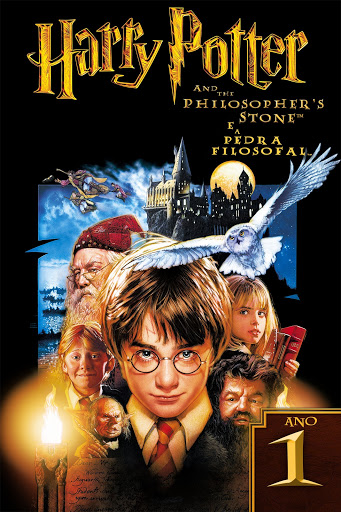 Harry Potter
AND THE
PHILOSOPHER'S
STONE™
E A
PEDRA
FILOSOFAL
ANO
1